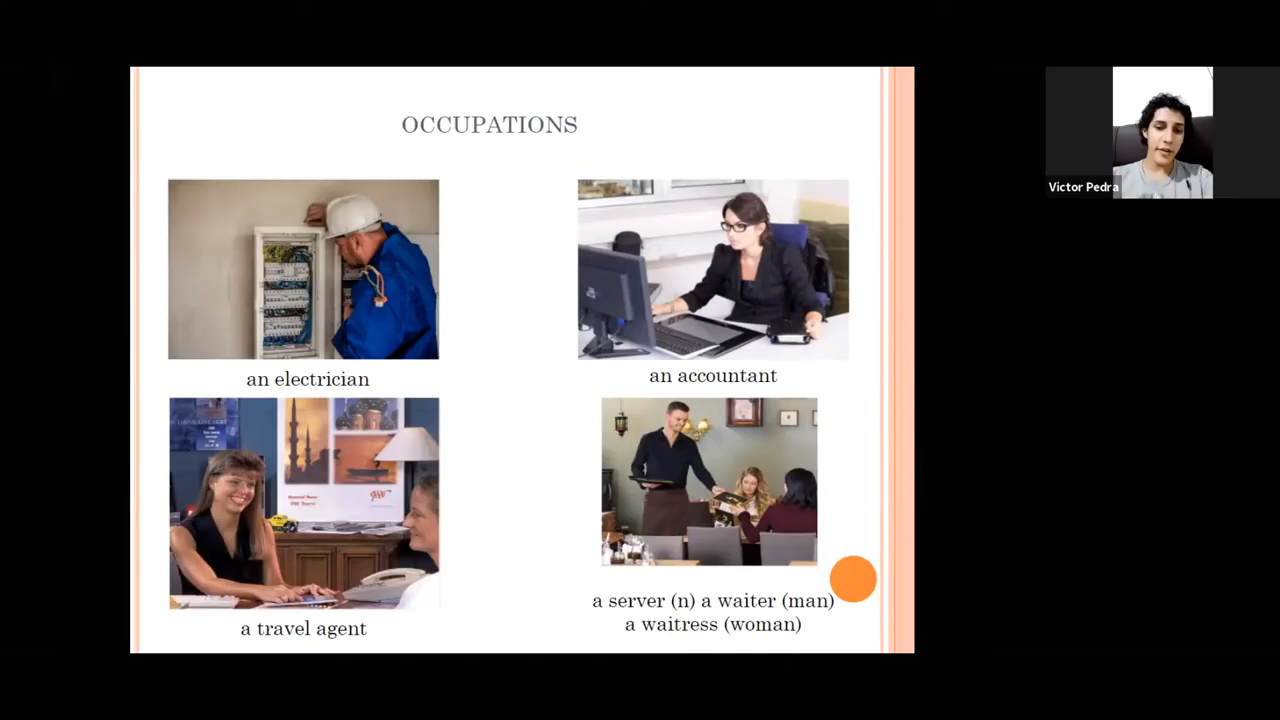 OCCUPATIONS
Victor Pedra
an electrician
an accountant
a travel agent
a server (n) a waiter (man)
a waitress (woman)